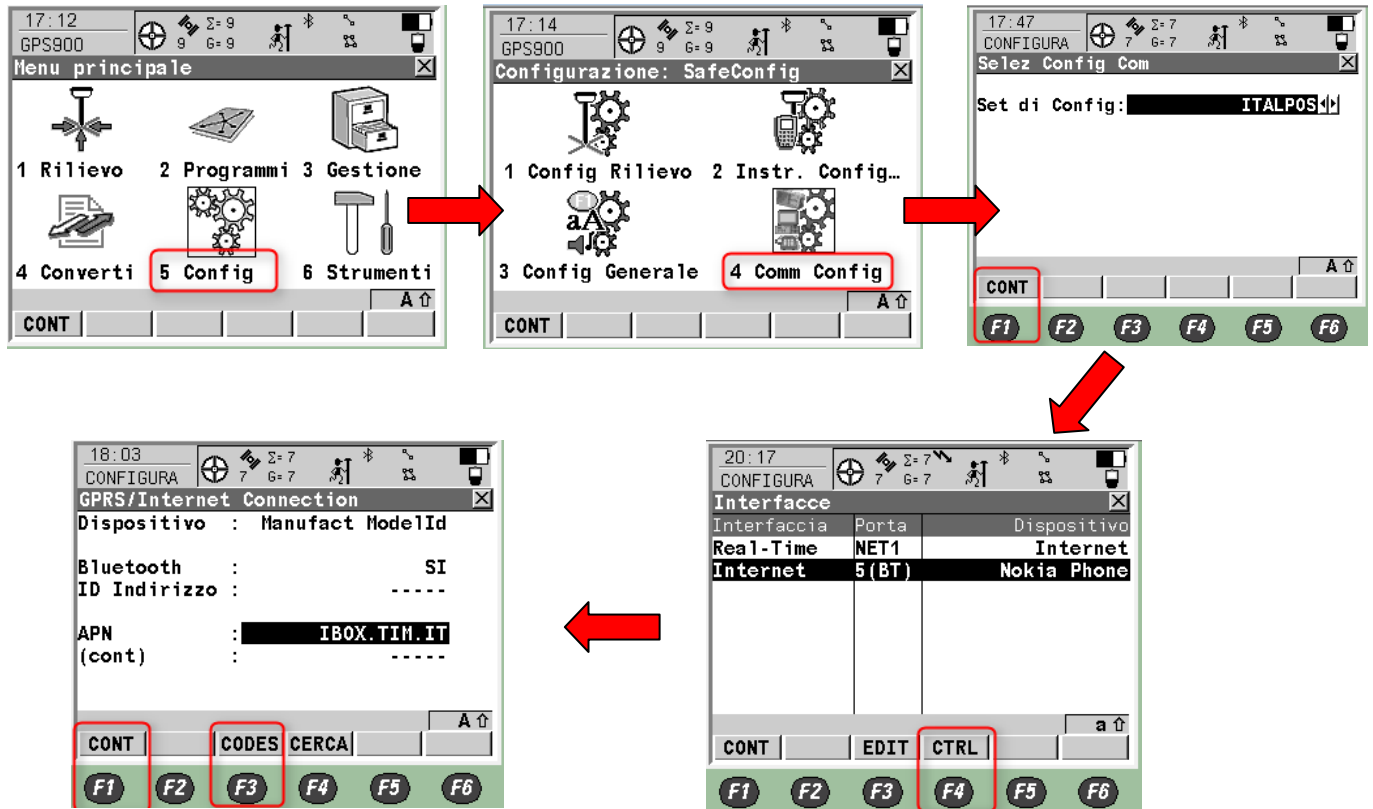 17:12
GPS900
9
Σ= 9
G= 9
Menu principale
1 Rilievo 2 Programmi 3 Gestione
4 Converti 5 Config 6 Strumenti
A ⇧
CONT
17:14
GPS900
9
Σ= 9
G= 9
Configurazione: SafeConfig
1 Config Rilievo 2 Instr. Config…
F1
aA
3 Config Generale 4 Comm Config
A ⇧
CONT
17:47
CONFIGURA
7
Σ= 7
G= 7
Selez Config Com
Set di Config: ITALPOS
A ⇧
CONT
F1 F2 F3 F4 F5 F6
18:03
CONFIGURA
7
Σ= 7
G= 7
GPRS/Internet Connection
Dispositivo : Manufact ModelId
Bluetooth : SI
ID Indirizzo : -----
APN : IBOX.TIM.IT
(cont) : -----
A ⇧
CONT CODES CERCA
F1 F2 F3 F4 F5 F6
20:17
CONFIGURA
7
Σ= 7
G= 7
Interfacce
Interfaccia Porta Dispositivo
Real-Time NET1 Internet
Internet 5(BT) Nokia Phone
a ⇧
CONT EDIT CTRL
F1 F2 F3 F4 F5 F6